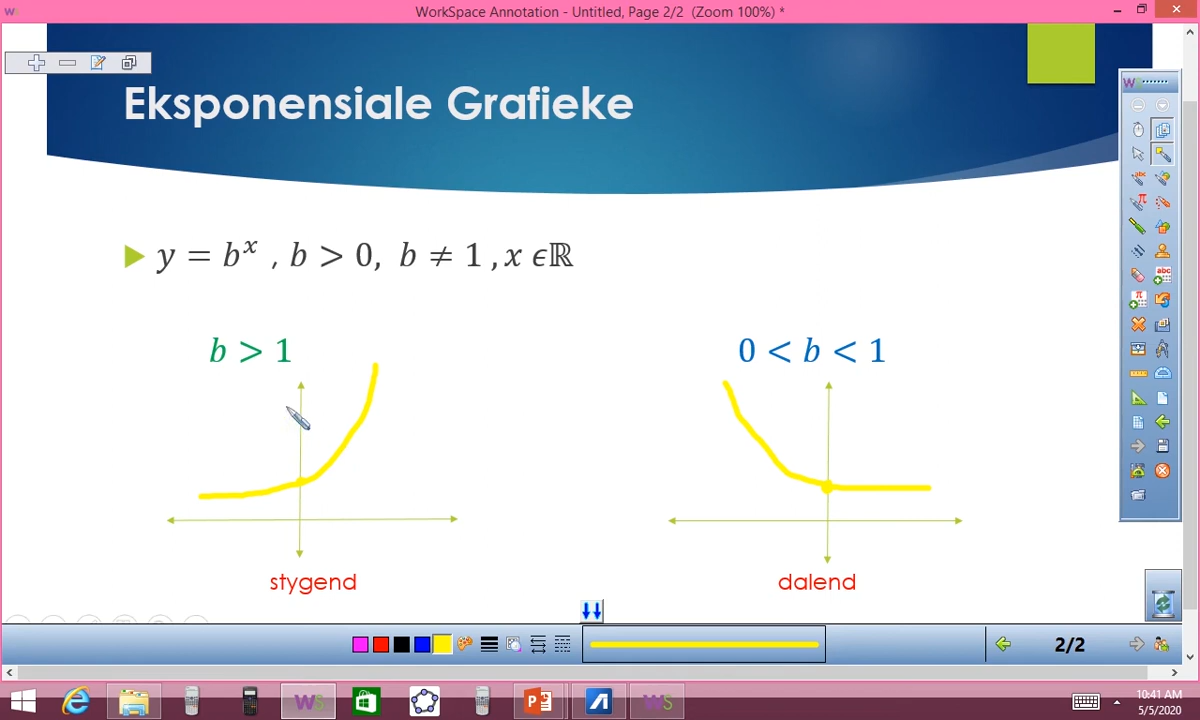 WorkSpace Annotation - Untitled, Page 2/2 (Zoom 100%) *
Eksponensiale Grafieke
y = bˣ , b > 0, b ≠ 1 , x ϵℝ
b > 1
0 < b < 1
stygend
dalend
2/2
10:41 AM
5/5/2020